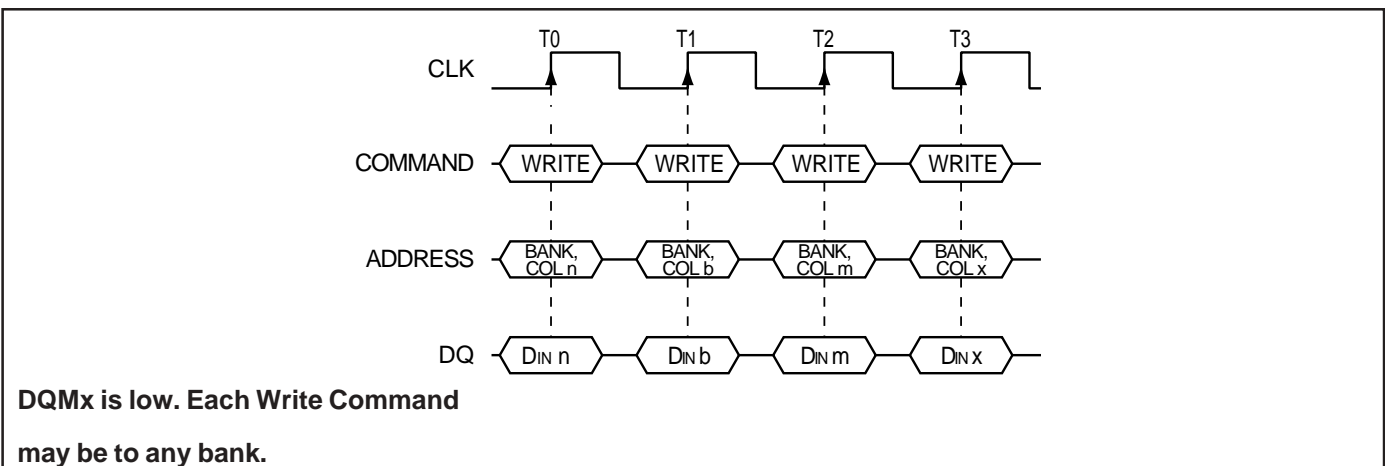 T0 T1 T2 T3
CLK
COMMAND WRITE WRITE WRITE WRITE
ADDRESS BANK, COL n BANK, COL b BANK, COL m BANK, COL x
DQ DIN n DIN b DIN m DIN x
DQMx is low. Each Write Command
may be to any bank.